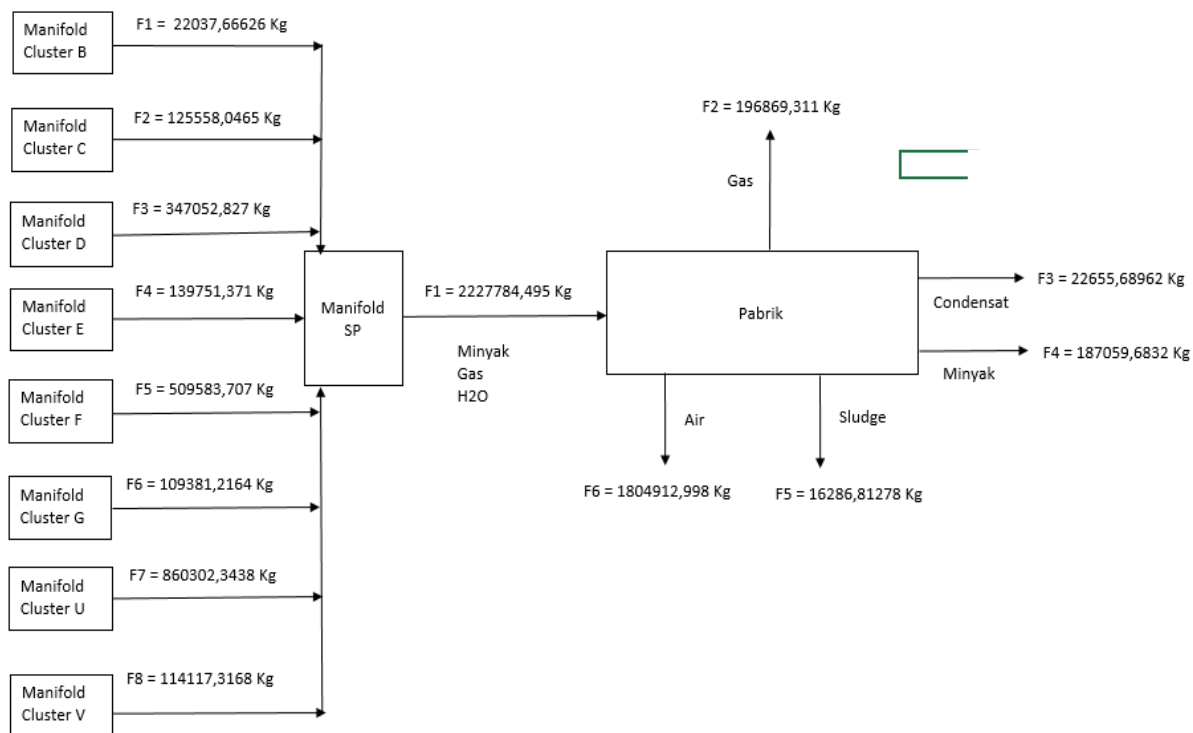 Manifold
Cluster B
F1 = 22037,66626 Kg
Manifold
Cluster C
F2 = 125558,0465 Kg
Manifold
Cluster D
F3 = 347052,827 Kg
Manifold
Cluster E
F4 = 139751,371 Kg
Manifold
Cluster F
F5 = 509583,707 Kg
Manifold
Cluster G
F6 = 109381,2164 Kg
Manifold
Cluster U
F7 = 860302,3438 Kg
Manifold
Cluster V
F8 = 114117,3168 Kg
Manifold
SP
F1 = 2227784,495 Kg
Minyak
Gas
H2O
Pabrik
F2 = 196869,311 Kg
Gas
F3 = 22655,68962 Kg
Condensat
F4 = 187059,6832 Kg
Minyak
Air
F6 = 1804912,998 Kg
Sludge
F5 = 16286,81278 Kg